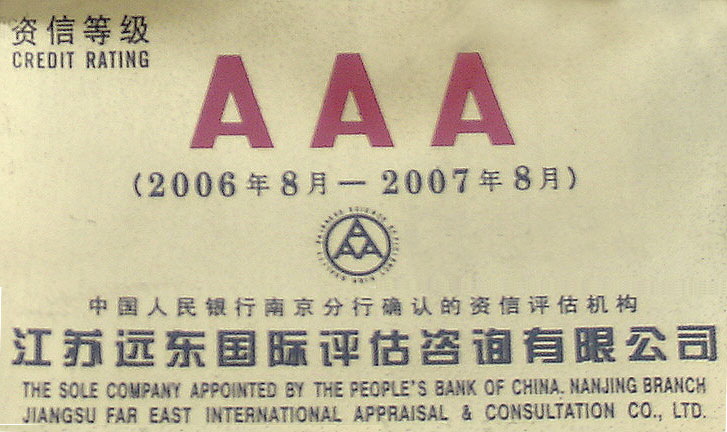 资信等级
CREDIT RATING
AAA
(2006年8月—2007年8月)
中国人民银行南京分行确认的资信评估机构
江苏远东国际评估咨询有限公司
THE SOLE COMPANY APPOINTED BY THE PEOPLE'S BANK OF CHINA. NANJING BRANCH
JIANGSU FAR EAST INTERNATIONAL APPRAISAL & CONSULTATION CO., LTD.